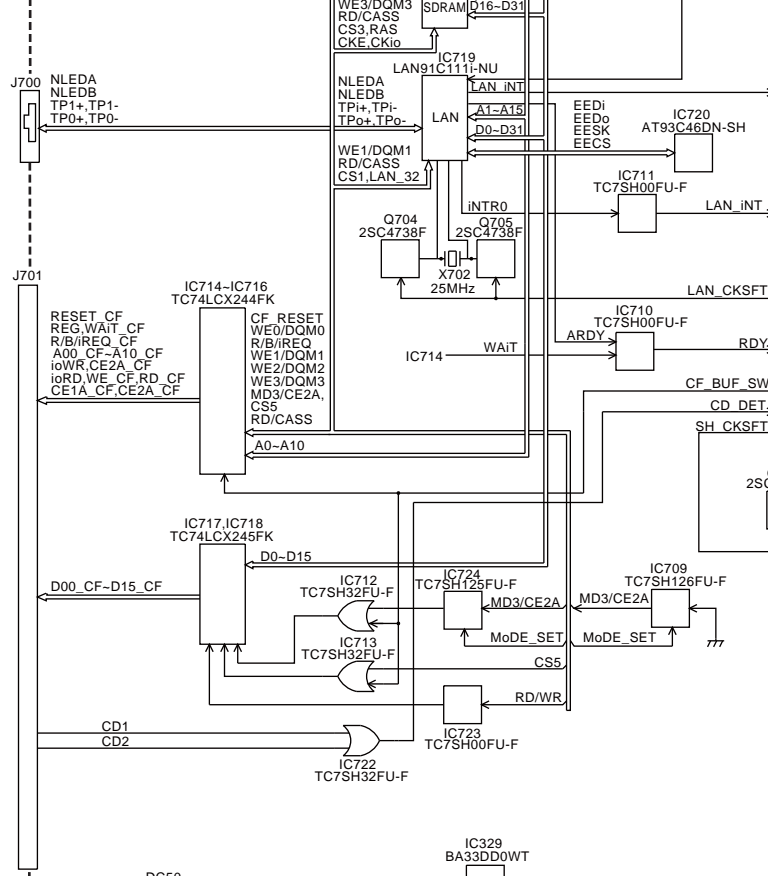 WE3/DQM3
RD/CASS
CS3,RAS
CKE,CKio
SDRAM
D16~D31
IC719
LAN91C111i-NU
J700
NLEDA
NLEDB
TP1+,TP1-
TP0+,TP0-
NLEDA
NLEDB
TPi+,TPi-
TPo+,TPo-
LAN
LAN iNT
A1~A15
D0~D31
EEDi
EEDo
EESK
EECS
IC720
AT93C46DN-SH
WE1/DQM1
RD/CASS
CS1,LAN_32
IC711
TC7SH00FU-F
iNTR0
LAN_iNT
Q704
2SC4738F
Q705
2SC4738F
X702
25MHz
J701
IC714~IC716
TC74LCX244FK
LAN_CKSFT
RESET_CF
REG,WAiT_CF
R/B/iREQ_CF
A00_CF~A10_CF
ioWR,CE2A_CF
ioRD,WE_CF,RD_CF
CE1A_CF,CE2A_CF
CF_RESET
WE0/DQM0
R/B/iREQ
WE1/DQM1
WE2/DQM2
WE3/DQM3
MD3/CE2A,
CS5
RD/CASS
IC710
TC7SH00FU-F
ARDY
IC714
WAiT
RDY
CF_BUF_SW
CD_DET
SH_CKSFT
A0~A10
2SC
IC717,IC718
TC74LCX245FK
D0~D15
D00_CF~D15_CF
IC712
TC7SH32FU-F
IC724
TC7SH125FU-F
IC709
TC7SH126FU-F
MD3/CE2A
MD3/CE2A
MoDE_SET
MoDE_SET
IC713
TC7SH32FU-F
CS5
RD/WR
IC723
TC7SH00FU-F
CD1
CD2
IC722
TC7SH32FU-F
IC329
BA33DD0WT